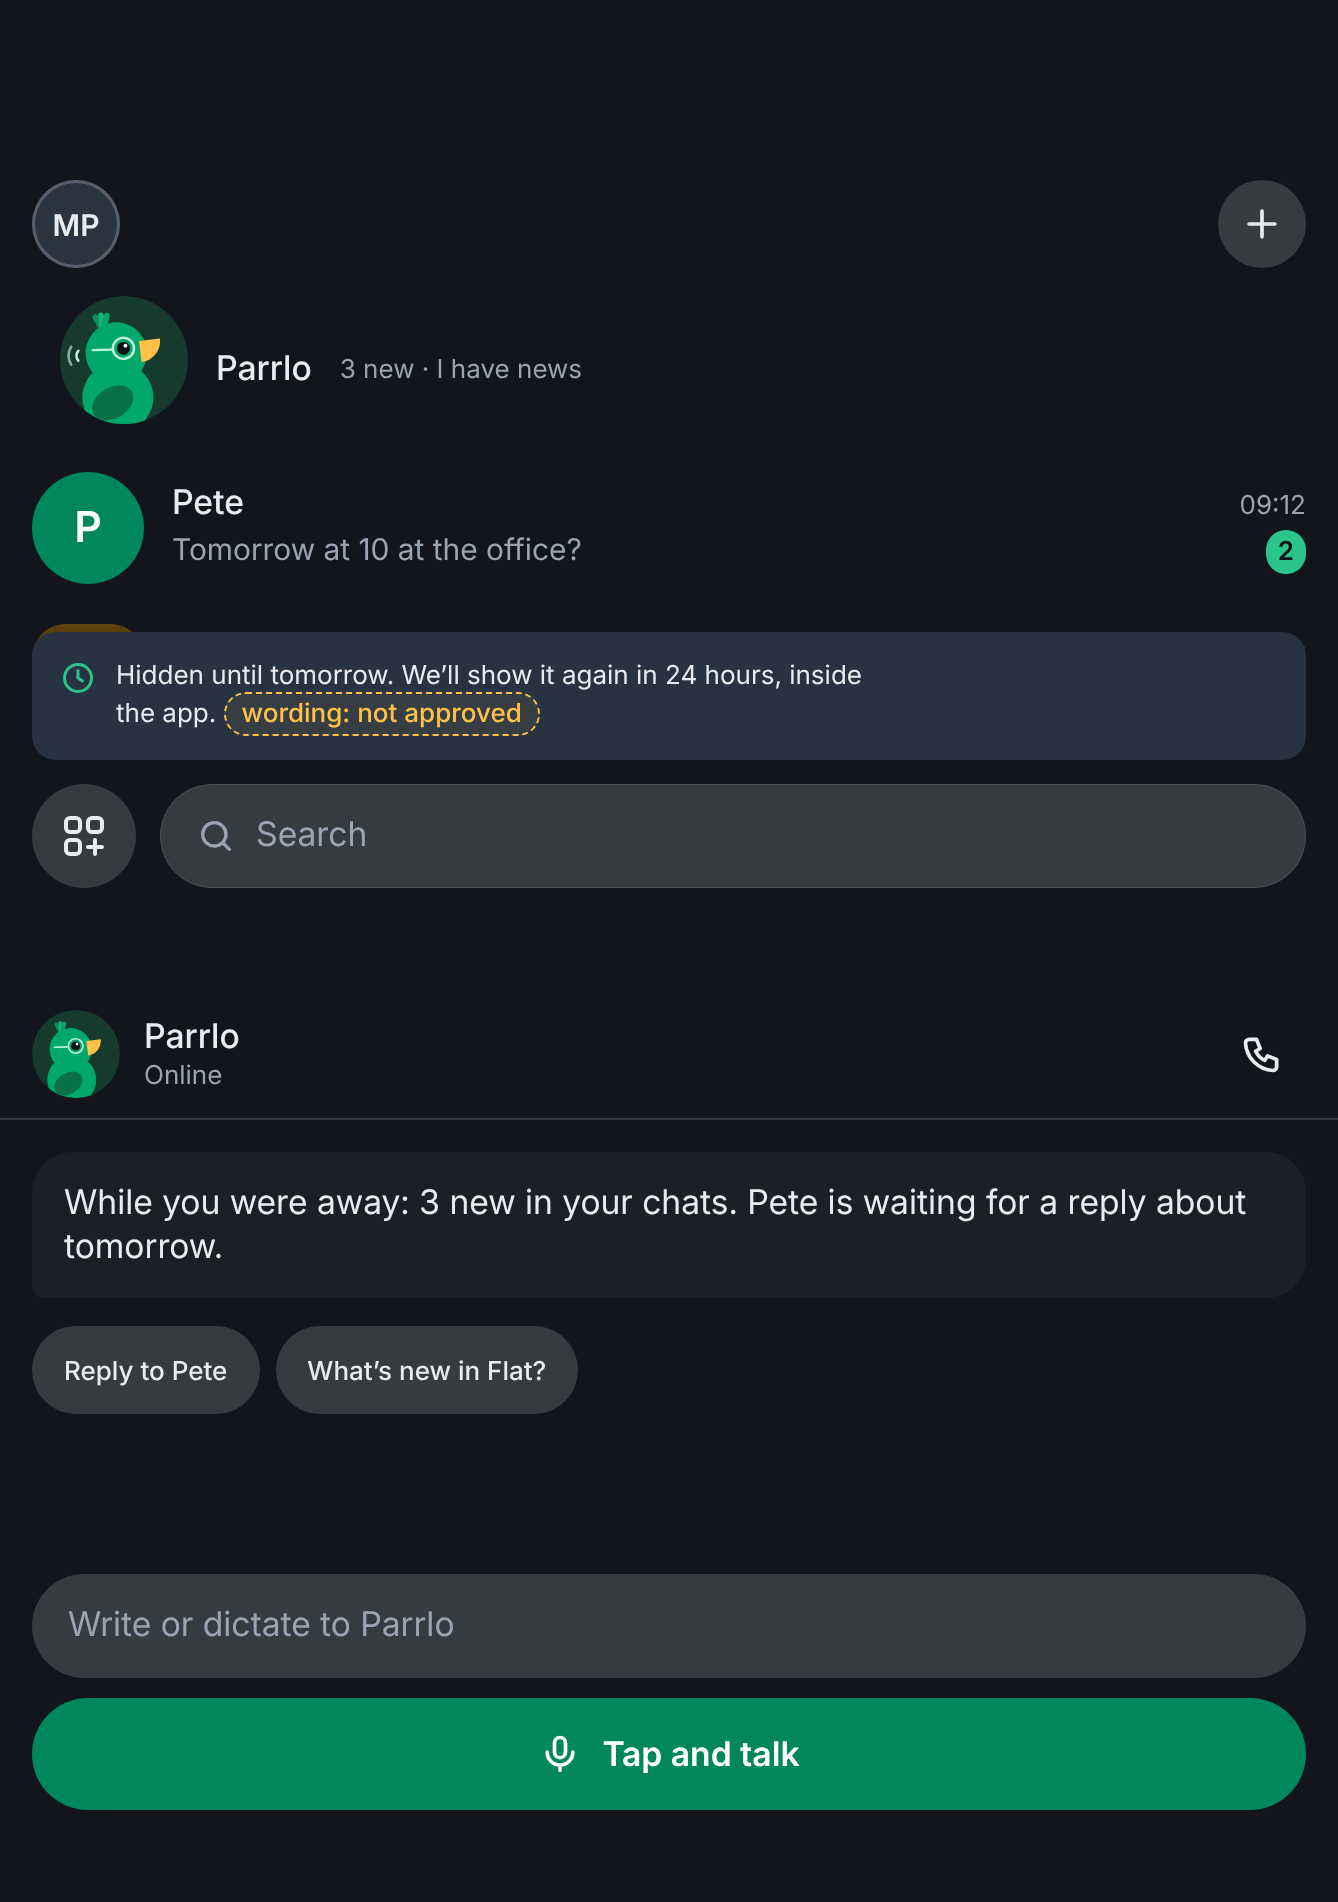 MP
Parrlo 3 new · I have news
P
Pete
09:12
Tomorrow at 10 at the office?
2
Hidden until tomorrow. We’ll show it again in 24 hours, inside
the app. wording: not approved
Search
Parrlo
Online
While you were away: 3 new in your chats. Pete is waiting for a reply about
tomorrow.
Reply to Pete
What’s new in Flat?
Write or dictate to Parrlo
Tap and talk